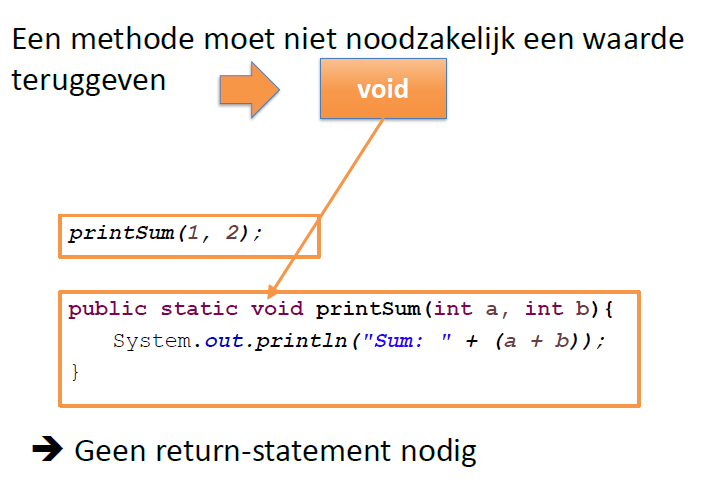 Een methode moet niet noodzakelijk een waarde
teruggeven
void
printSum(1, 2);
public static void printSum(int a, int b){
System.out.println("Sum: " + (a + b));
}
➔ Geen return-statement nodig